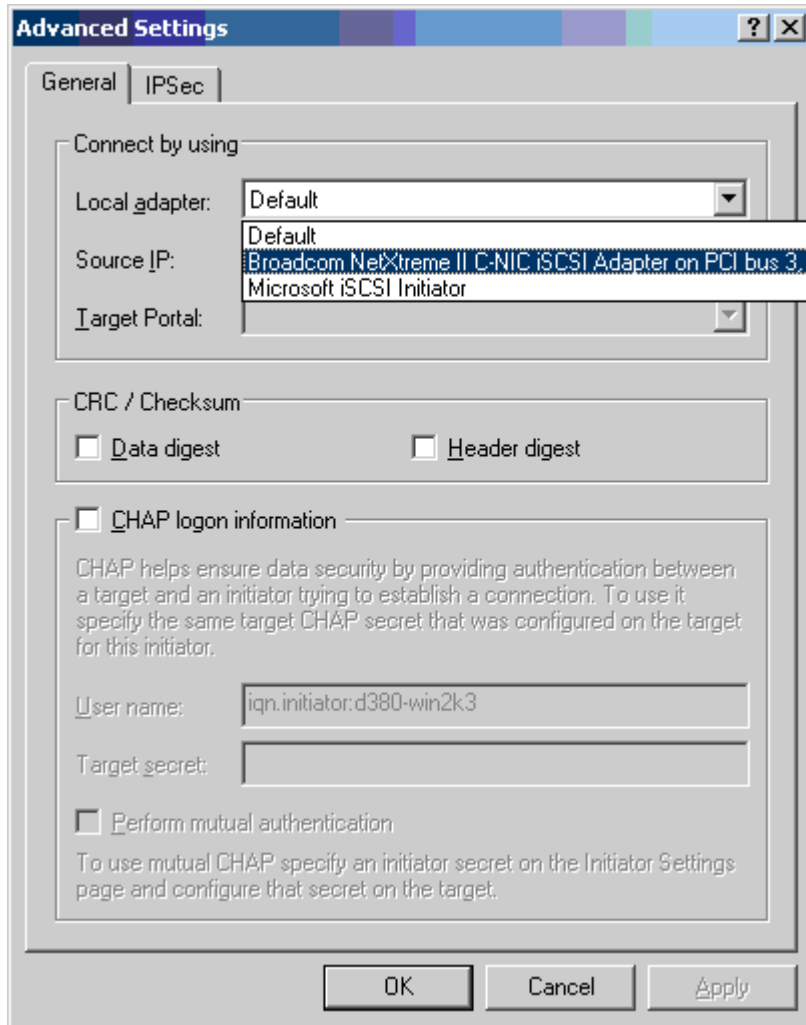 Advanced Settings
General
IPSec
Connect by using
Local adapter:
Default
Default
Source IP:
Broadcom NetXtreme II C-NIC iSCSI Adapter on PCI bus 3,
Microsoft iSCSI Initiator
Target Portal:
CRC / Checksum
Data digest
Header digest
CHAP logon information
CHAP helps ensure data security by providing authentication between
a target and an initiator trying to establish a connection. To use it
specify the same target CHAP secret that was configured on the target
for this initiator.
User name:
iqn.initiator:d380-win2k3
Target secret:
Perform mutual authentication
To use mutual CHAP specify an initiator secret on the Initiator Settings
page and configure that secret on the target.
OK
Cancel
Apply